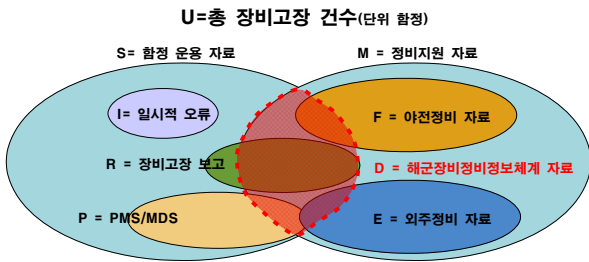 U=총 장비고장 건수(단위 함정)
S= 함정 운용 자료
M = 정비지원 자료
I= 일시적 오류
F = 야전정비 자료
R = 장비고장 보고
D = 해군장비정비정보체계 자료
P = PMS/MDS
E = 외주정비 자료